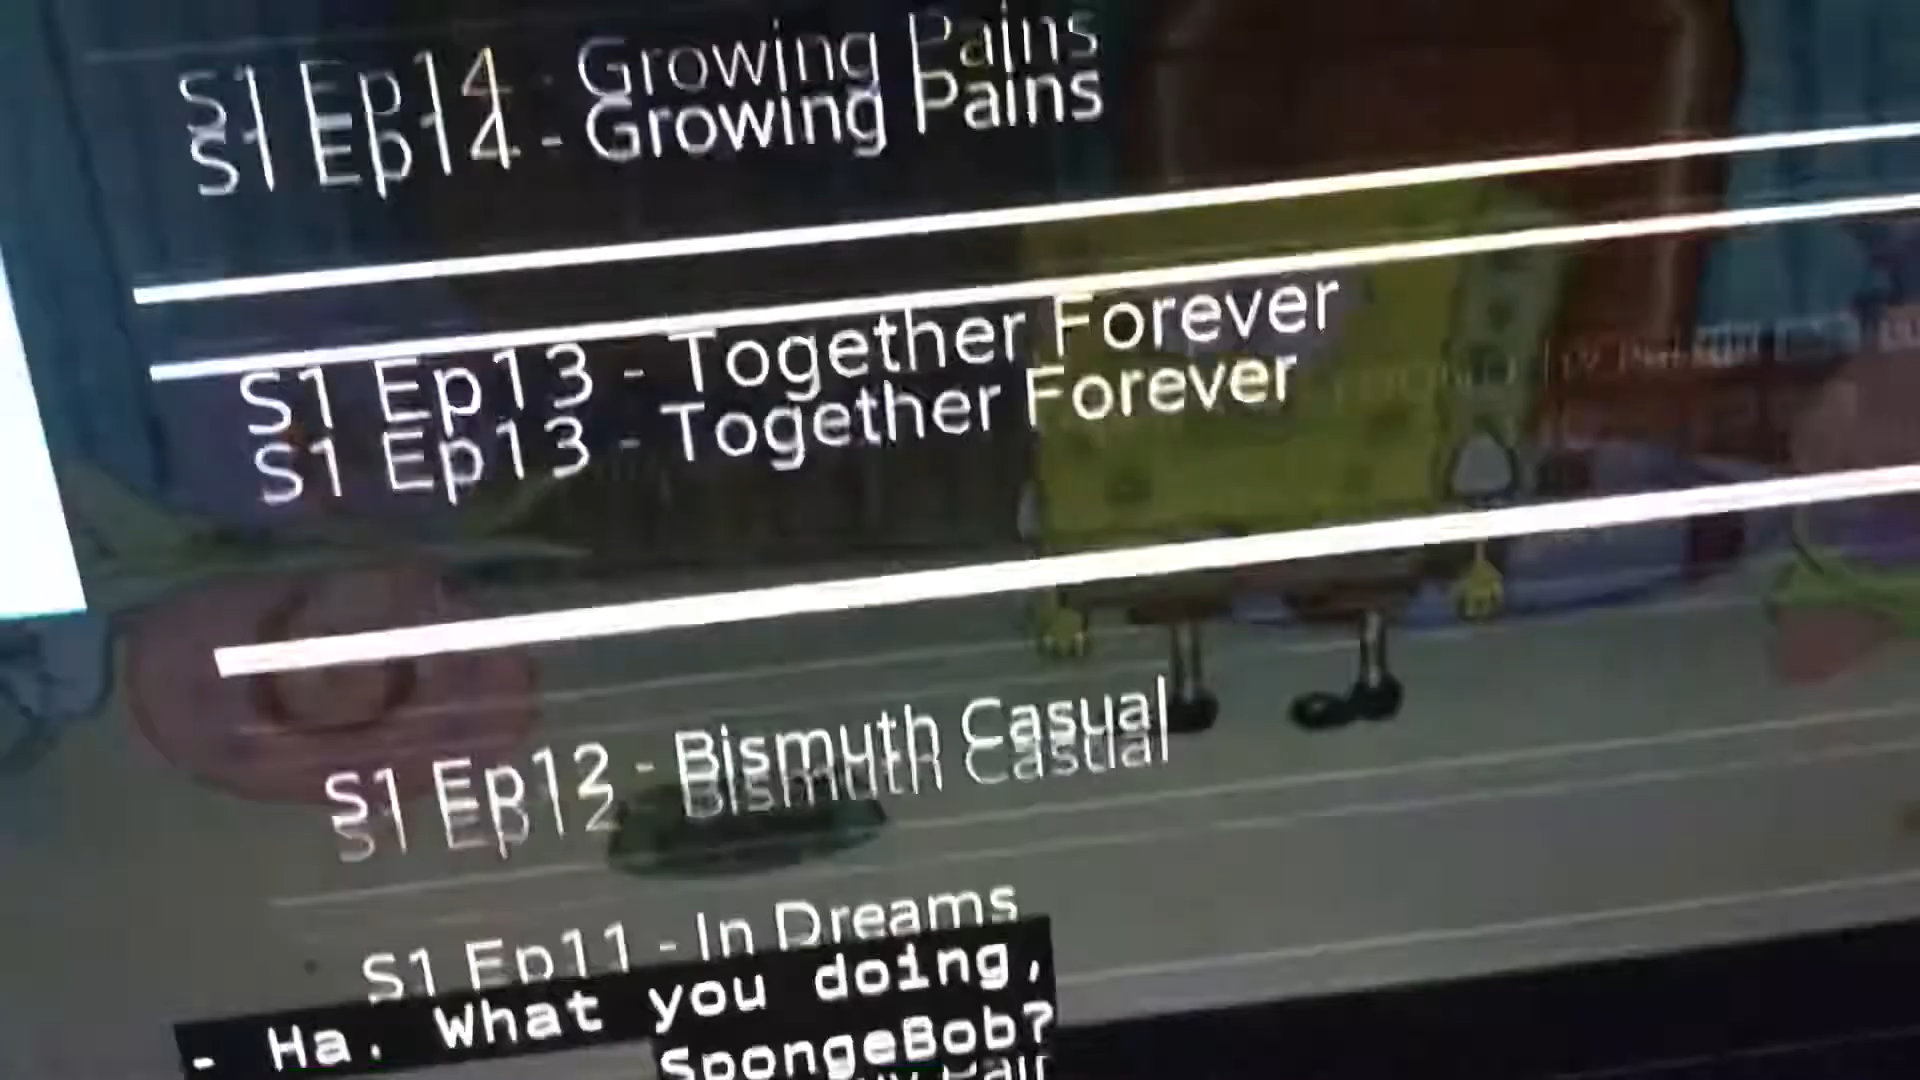 S1 Ep14 - Growing Pains
S1 Ep14 - Growing Pains
S1 Ep13 - Together Forever
S1 Ep13 - Together Forever
S1 Ep12 - Bismuth Casual
S1 Ep12 Bismuth Casual
S1 Ep11 - In Dreams
- Ha. What you doing,
SpongeBob?